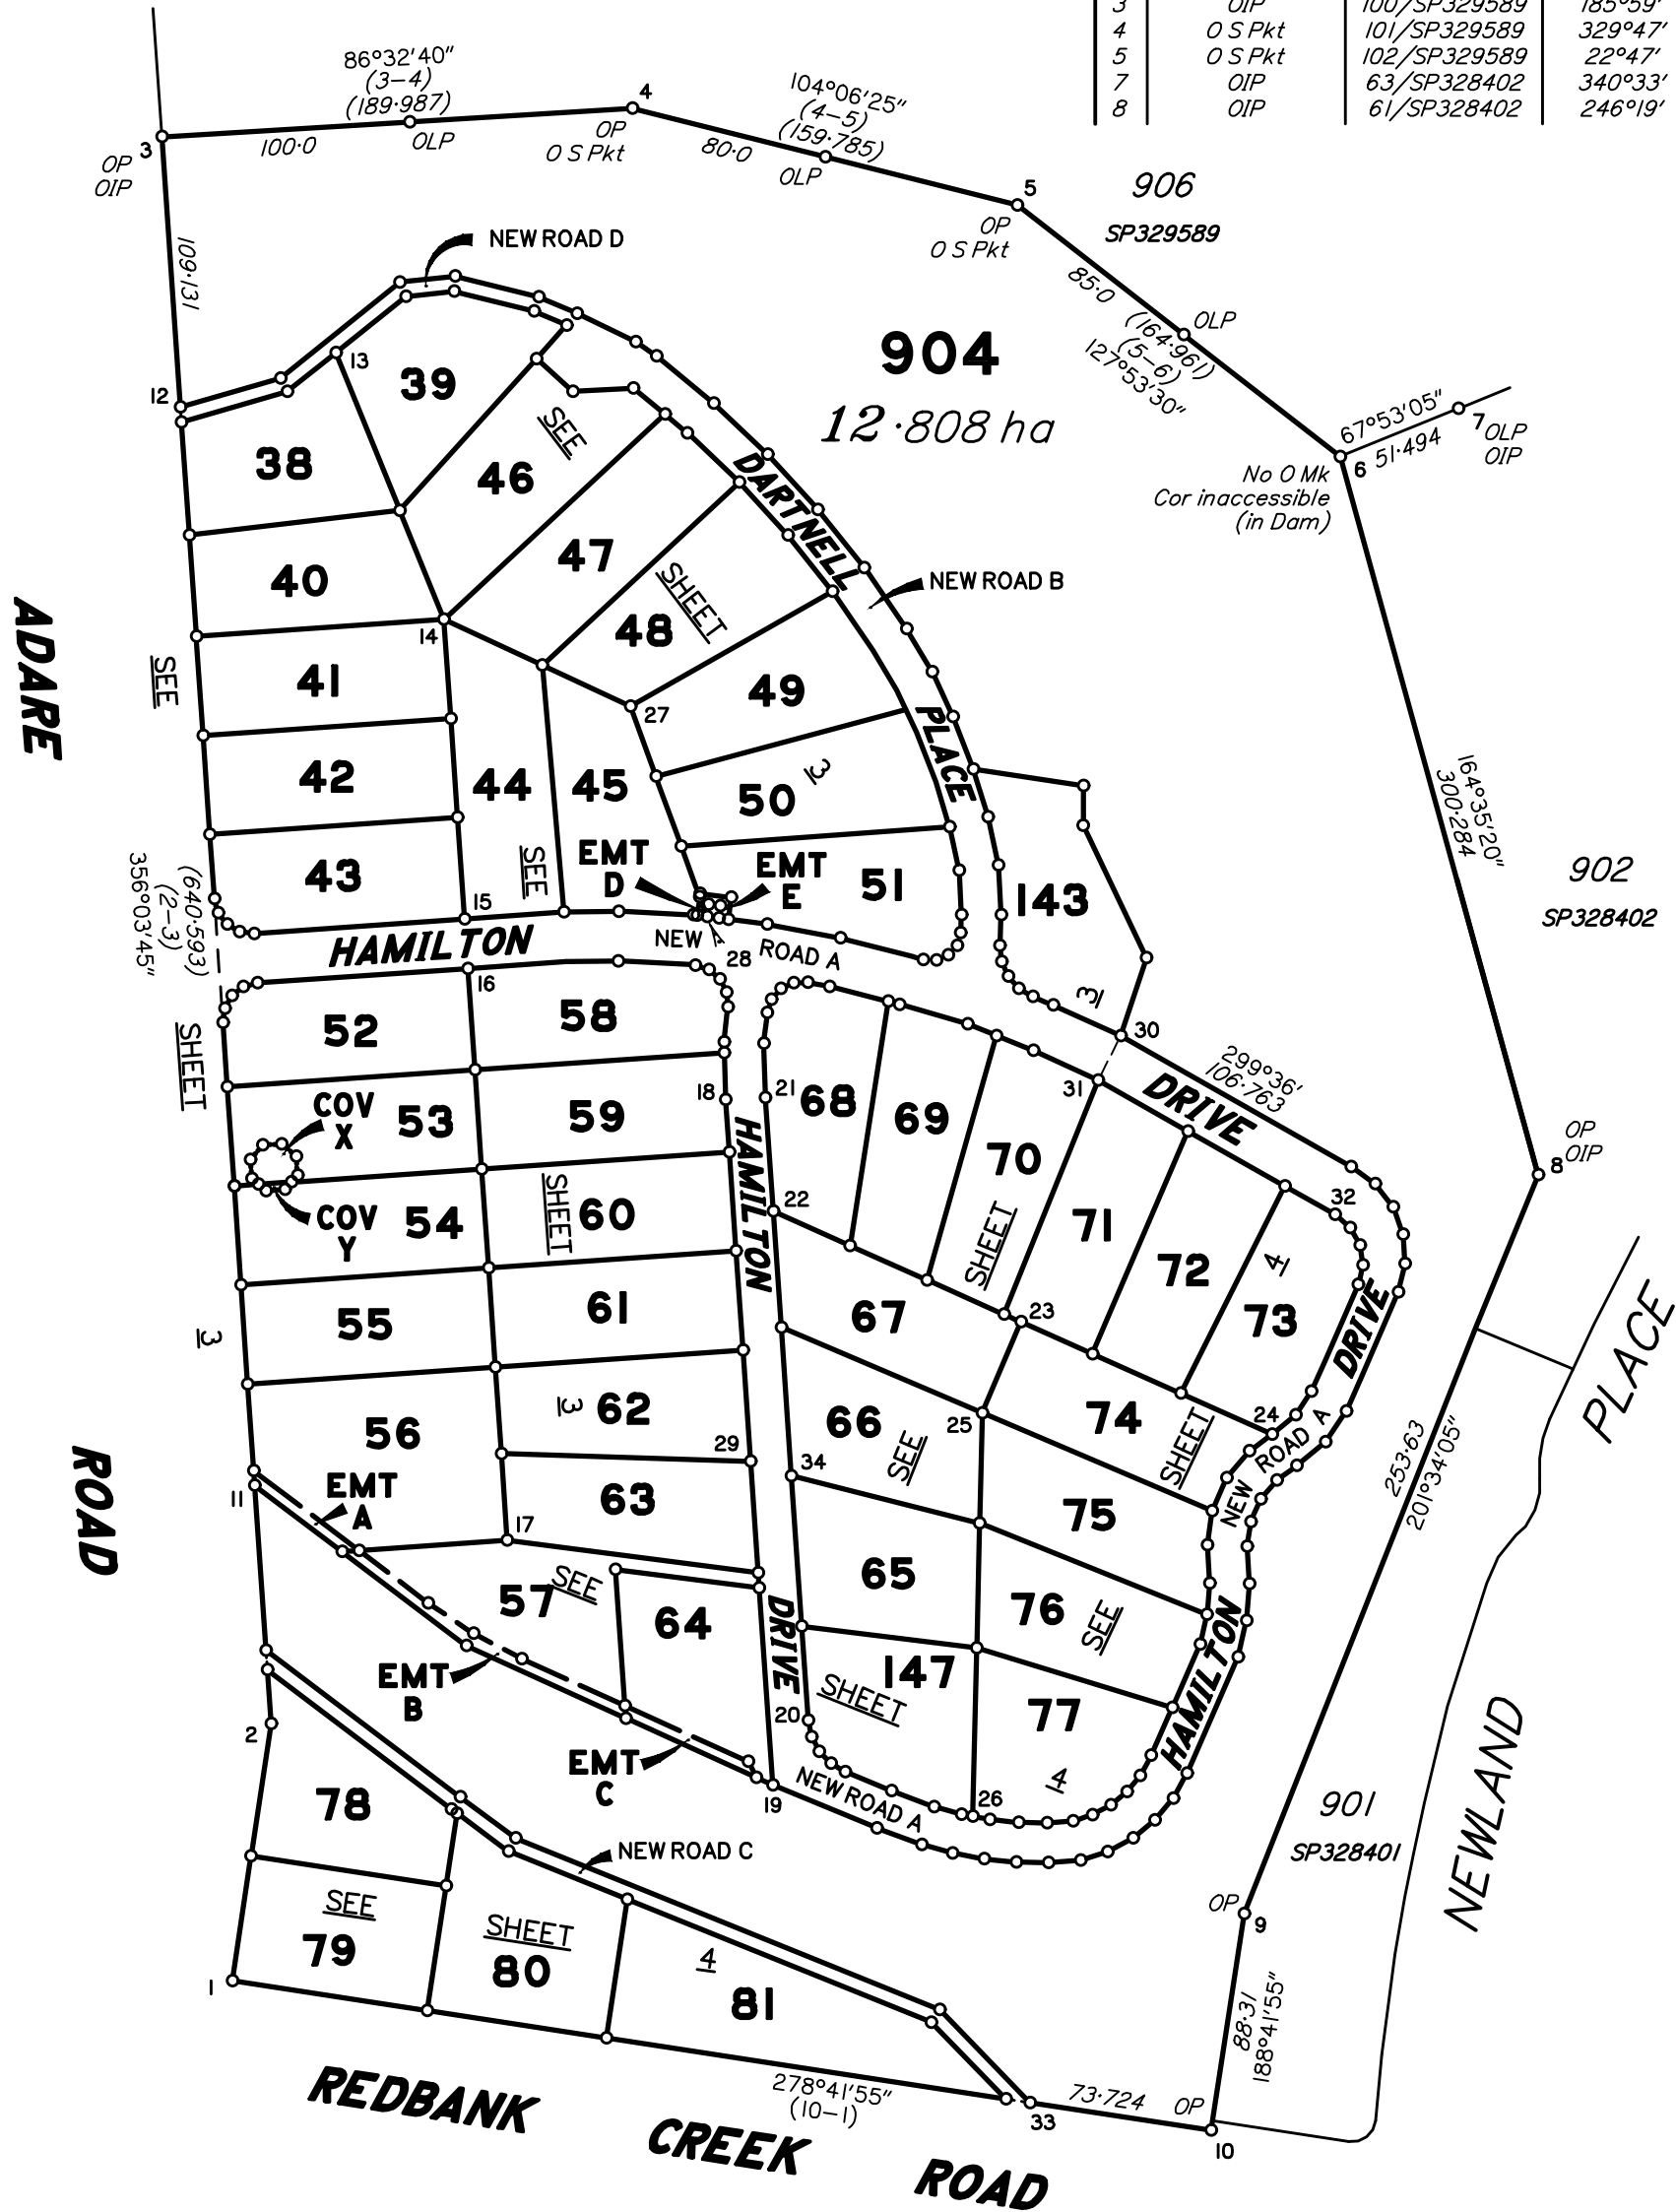 3 OIP 100/SP329589 185°59'
4 O S Pkt 101/SP329589 329°47'
5 O S Pkt 102/SP329589 22°47'
7 OIP 63/SP328402 340°33'
8 OIP 61/SP328402 246°19'
86°32'40"
(3-4)
(189·987)
100·0
OLP
3
OP
OIP
4
OP
O S Pkt
104°06'25"
(4-5)
(159·785)
80·0
OLP
5
OP
O S Pkt
906
SP329589
109·131
NEW ROAD D
85·0
OLP
(164·961)
(5-6)
127°53'30"
904
12·808 ha
67°53'05"
51·494
7
OLP
OIP
6
No O Mk
Cor inaccessible
(in Dam)
12
13
39
38
46
SEE
47
DARTNELL
NEW ROAD B
40
14
48
SHEET
ADARE
SEE
41
27
49
PLACE
42
44
45
50
3
164°35'20"
300·284
902
SP328402
43
SEE
EMT
D
EMT
E
51
143
15
(640·593)
(2-3)
356°03'45"
HAMILTON
NEW
ROAD A
28
16
3
30
52
58
SHEET
299°36'
106·763
18
21
31
68
69
70
DRIVE
COV
X
53
59
HAMILTON
OP
OIP
8
22
32
COV
Y
54
SHEET
60
SHEET
71
72
4
73
DRIVE
3
55
61
67
23
PLACE
56
3
62
29
66
SEE
25
74
SHEET
24
NEW
ROAD A
ROAD
11
EMT
A
63
34
75
253·63
201°34'05"
17
57
SEE
64
65
76
SEE
DRIVE
147
SHEET
HAMILTON
EMT
B
20
77
2
EMT
C
4
19
NEW ROAD A
26
901
SP328401
NEWLAND
78
NEW ROAD C
OP
9
SEE
79
SHEET
80
4
81
1
88·31
188°41'55"
278°41'55"
(10-1)
73·724
OP
33
10
REDBANK
CREEK
ROAD